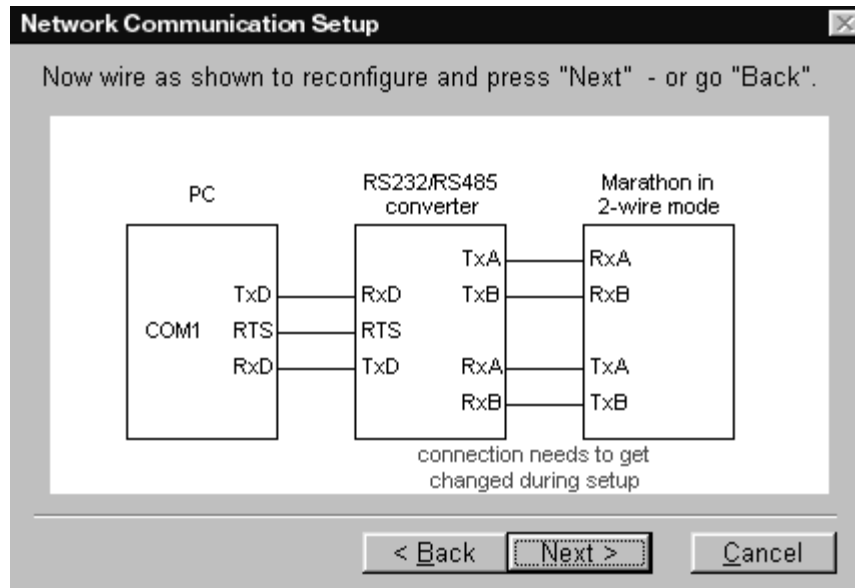 Network Communication Setup
Now wire as shown to reconfigure and press "Next" - or go "Back".
PC
RS232/RS485
converter
Marathon in
2-wire mode
TxA RxA
TxD RxD TxB RxB
COM1 RTS RTS
RxD TxD RxA TxA
RxB TxB
connection needs to get
changed during setup
< Back Next > Cancel